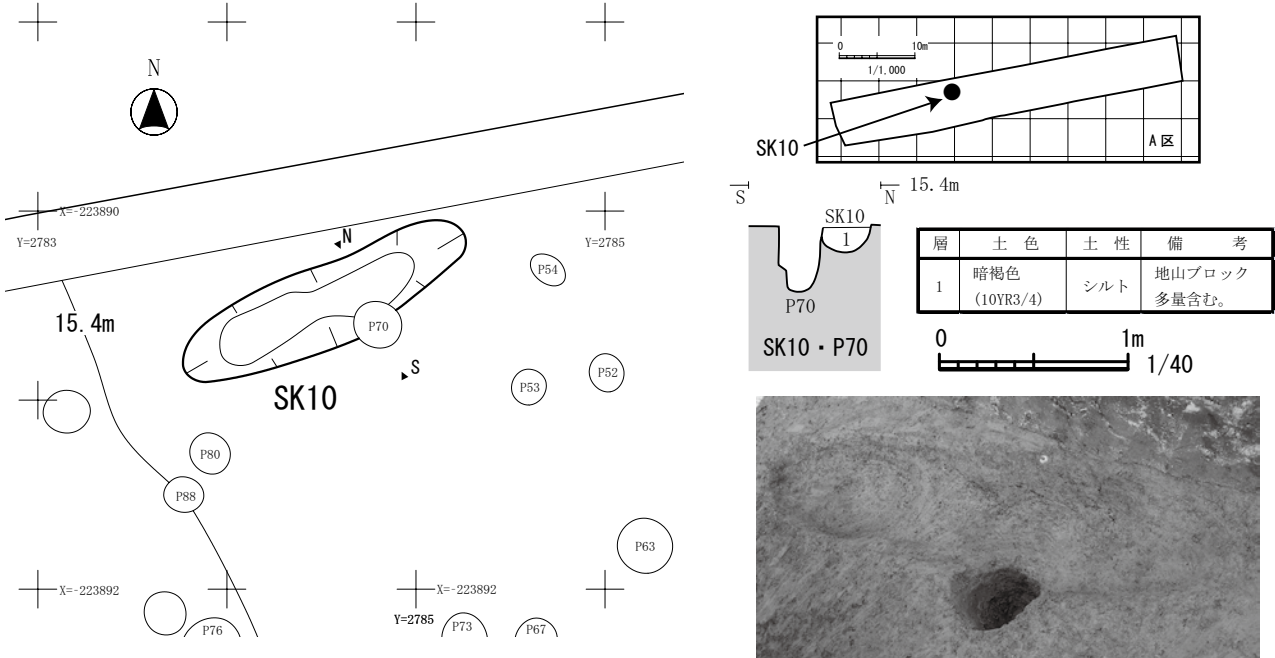 N
X=-223890
Y=2783
Y=2785
N
P54
15.4m
P70
S
P53
P52
SK10
P80
P88
P63
X=-223892
X=-223892
Y=2785
P76
P73
P67
0 10m
1/1,000
SK10
A区
S N 15.4m
SK10
1
P70
SK10・P70
層 土色 土性 備考
1 暗褐色 シルト 地山ブロック
(10YR3/4) 多量含む。
0 1m
1/40